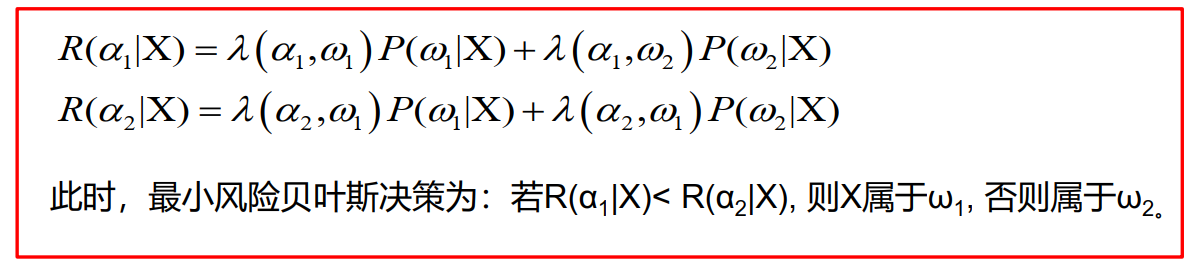 R(α₁|X) = λ(α₁,ω₁)P(ω₁|X) + λ(α₁,ω₂)P(ω₂|X)
R(α₂|X) = λ(α₂,ω₁)P(ω₁|X) + λ(α₂,ω₁)P(ω₂|X)
此时，最小风险贝叶斯决策为：若R(α₁|X)< R(α₂|X), 则X属于ω₁, 否则属于ω₂。